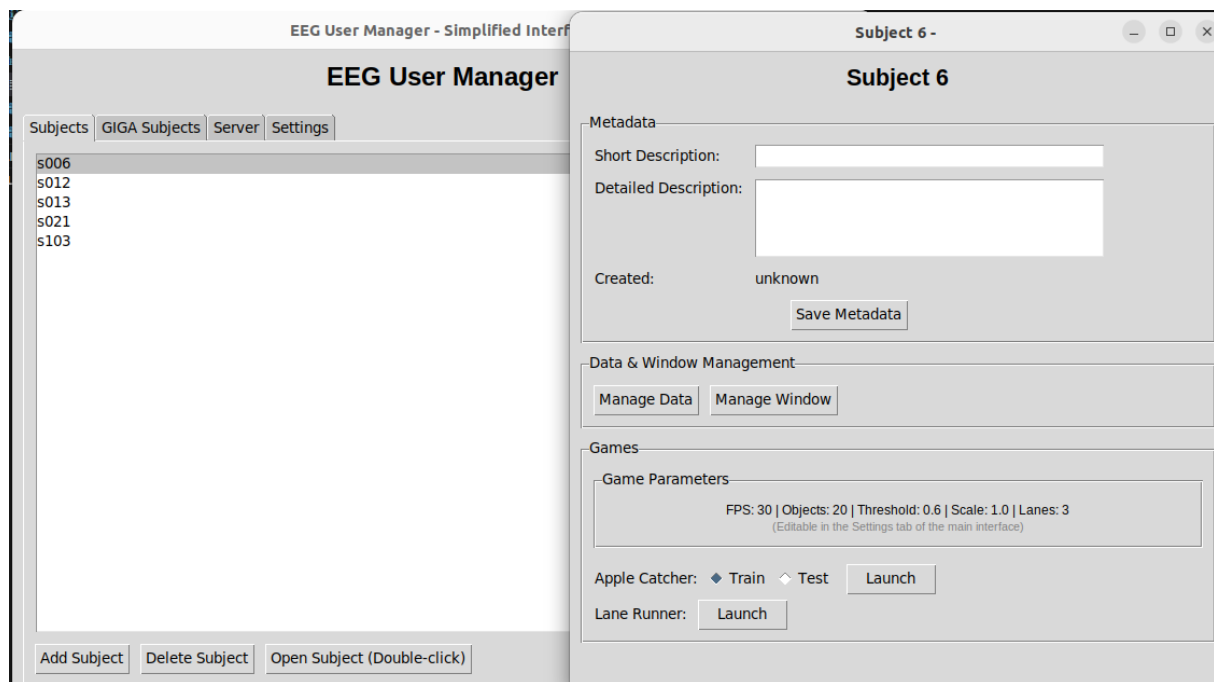 EEG User Manager - Simplified Interf
EEG User Manager
Subjects GIGA Subjects Server Settings
s006
s012
s013
s021
s103
Add Subject Delete Subject Open Subject (Double-click)
Subject 6 -
Subject 6
Metadata
Short Description:
Detailed Description:
Created: unknown
Save Metadata
Data & Window Management
Manage Data Manage Window
Games
Game Parameters
FPS: 30 | Objects: 20 | Threshold: 0.6 | Scale: 1.0 | Lanes: 3
(Editable in the Settings tab of the main interface)
Apple Catcher: Train Test Launch
Lane Runner: Launch